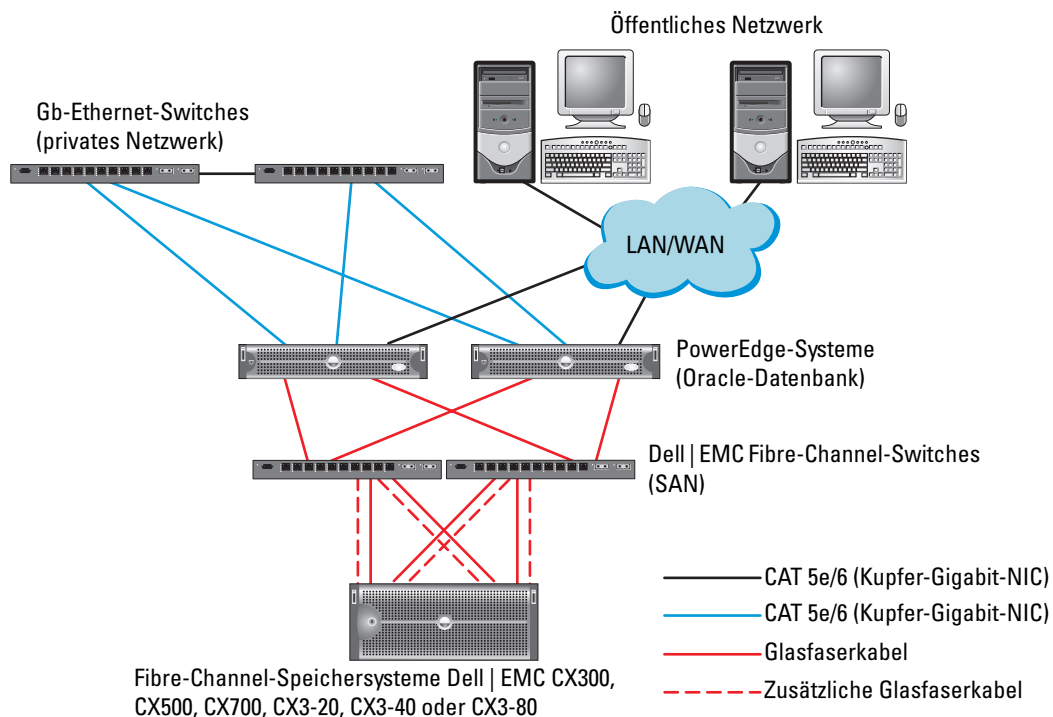 Öffentliches Netzwerk
Gb-Ethernet-Switches
(privates Netzwerk)
LAN/WAN
PowerEdge-Systeme
(Oracle-Datenbank)
Dell | EMC Fibre-Channel-Switches
(SAN)
CAT 5e/6 (Kupfer-Gigabit-NIC)
CAT 5e/6 (Kupfer-Gigabit-NIC)
Glasfaserkabel
Zusätzliche Glasfaserkabel
Fibre-Channel-Speichersysteme Dell | EMC CX300,
CX500, CX700, CX3-20, CX3-40 oder CX3-80